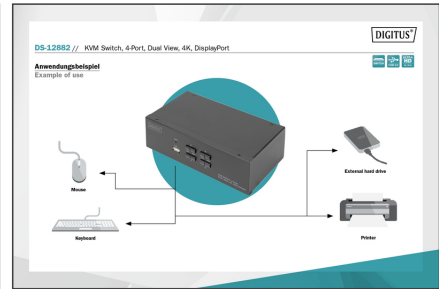 DIGITUS®
DS-12882 // KVM Switch, 4-Port, Dual View, 4K, DisplayPort
Anwendungsbeispiel
Example of use
Mouse
External hard drive
Keyboard
Printer